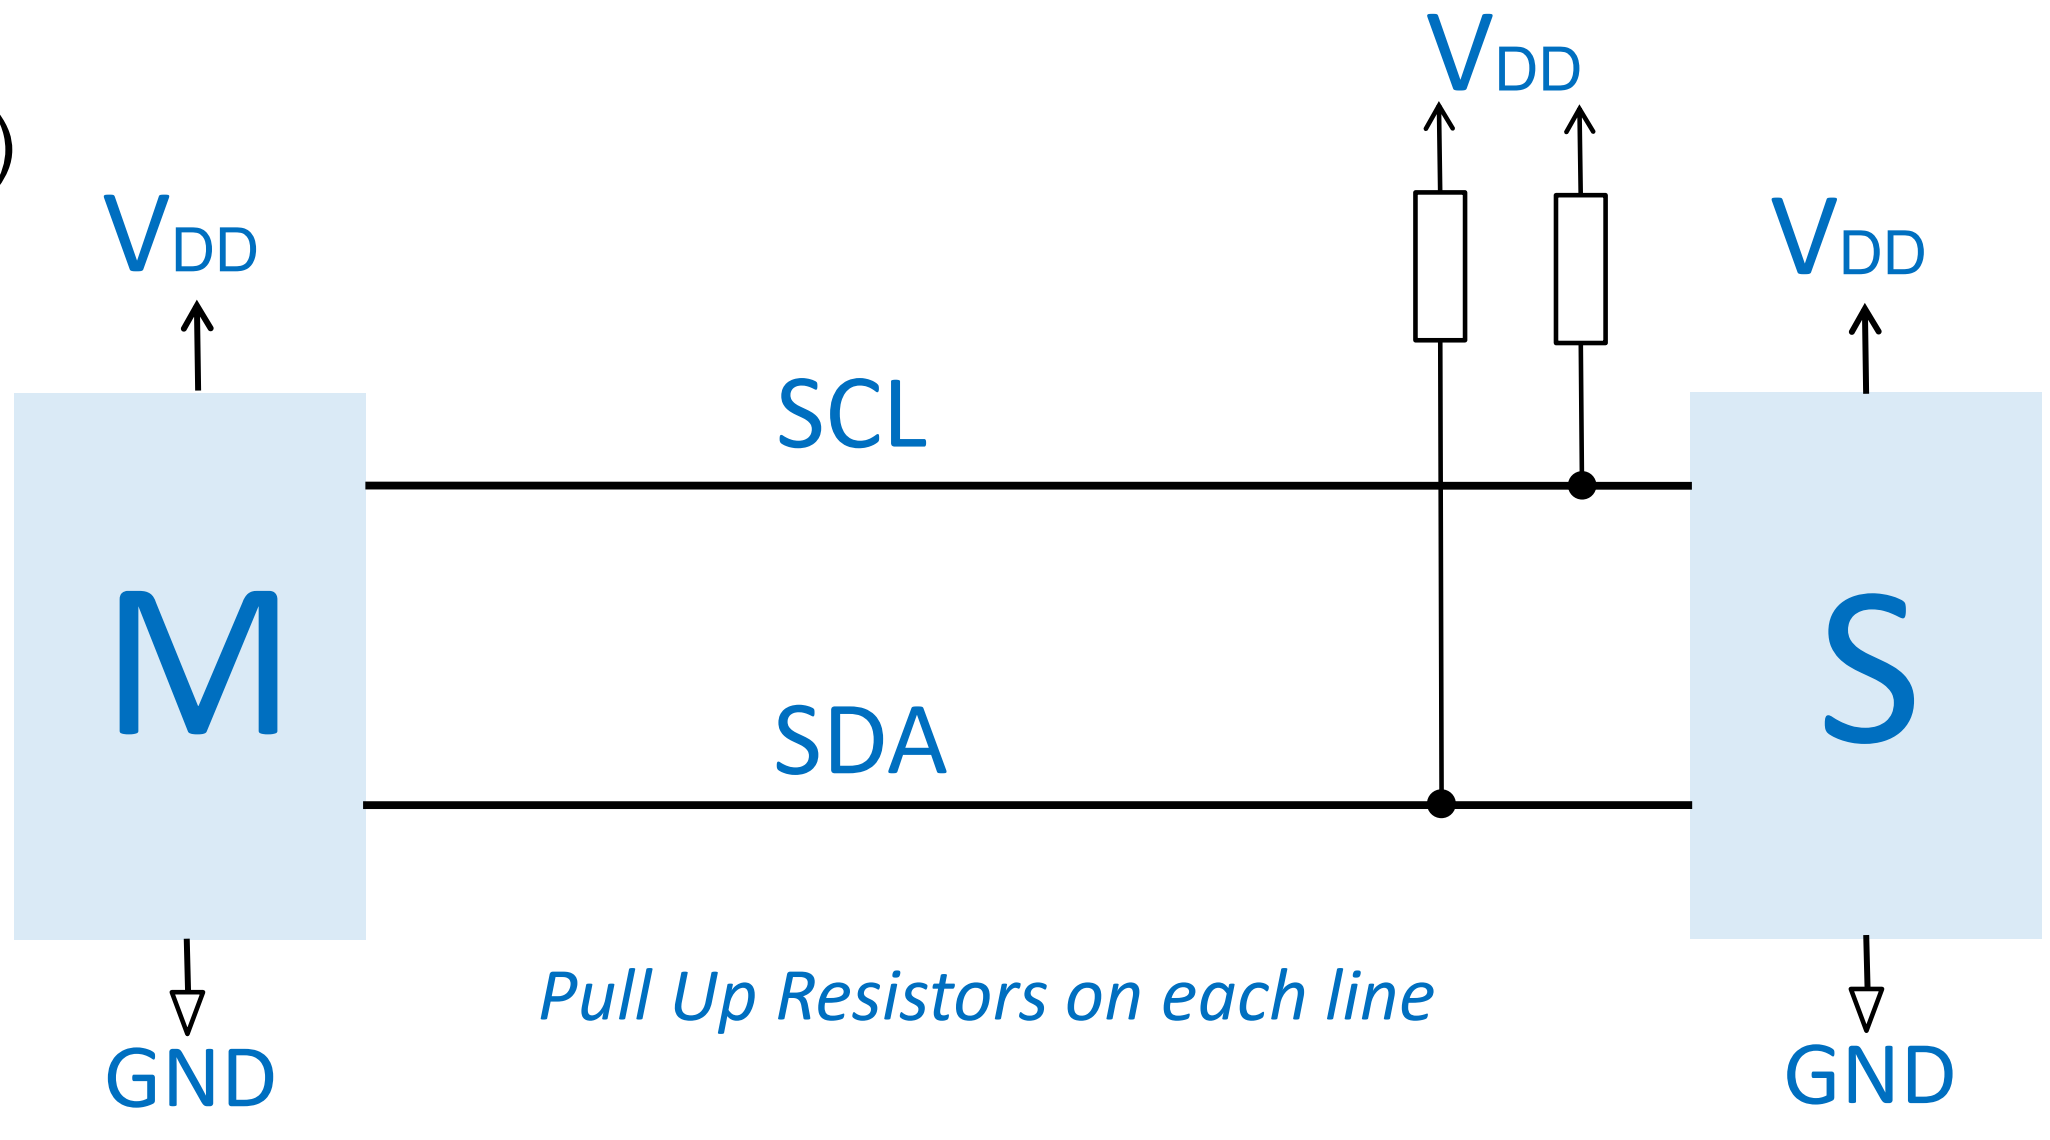 VDD
)
VDD
VDD
SCL
M
S
SDA
Pull Up Resistors on each line
GND
GND